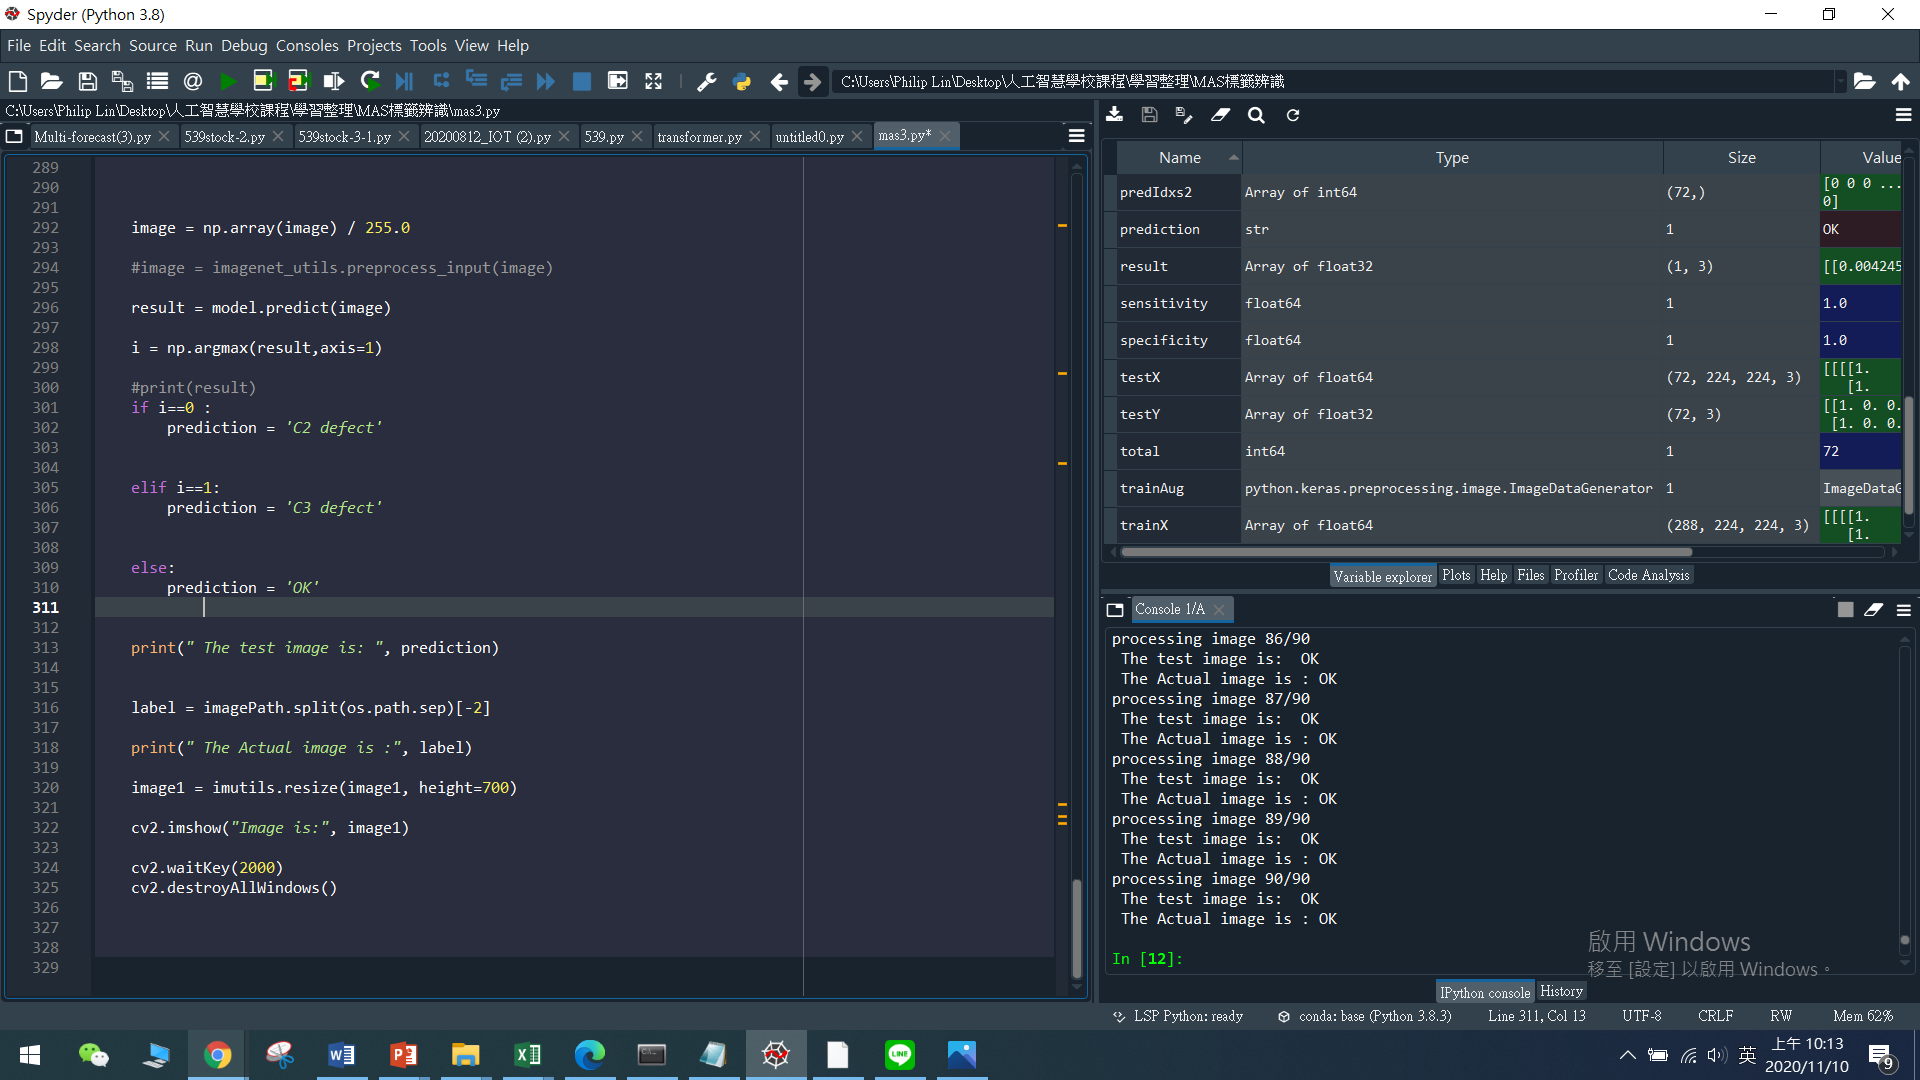 Spyder (Python 3.8)
File Edit Search Source Run Debug Consoles Projects Tools View Help
C:\Users\Philip Lin\Desktop\人工智慧學校課程\學習整理\MAS標籤辨識
C:\Users\Philip Lin\Desktop\人工智慧學校課程\學習整理\MAS標籤辨識\mas3.py
Multi-forecast(3).py 539stock-2.py 539stock-3-1.py 20200812_IOT (2).py 539.py transformer.py untitled0.py mas3.py*
289
290
291
292 image = np.array(image) / 255.0
293
294 #image = imagenet_utils.preprocess_input(image)
295
296 result = model.predict(image)
297
298 i = np.argmax(result,axis=1)
299
300 #print(result)
301 if i==0 :
302 prediction = 'C2 defect'
303
304
305 elif i==1:
306 prediction = 'C3 defect'
307
308
309 else:
310 prediction = 'OK'
311
312
313 print(" The test image is: ", prediction)
314
315
316 label = imagePath.split(os.path.sep)[-2]
317
318 print(" The Actual image is :", label)
319
320 image1 = imutils.resize(image1, height=700)
321
322 cv2.imshow("Image is:", image1)
323
324 cv2.waitKey(2000)
325 cv2.destroyAllWindows()
326
327
328
329
Name Type Size Value
predIdxs2 Array of int64 (72,) [0 0 0 ...
0]
prediction str 1 OK
result Array of float32 (1, 3) [[0.004245
sensitivity float64 1 1.0
specificity float64 1 1.0
testX Array of float64 (72, 224, 224, 3) [[[[1.
[1.
testY Array of float32 (72, 3) [[1. 0. 0.
[1. 0. 0.
total int64 1 72
trainAug python.keras.preprocessing.image.ImageDataGenerator 1 ImageDataG
trainX Array of float64 (288, 224, 224, 3) [[[[1.
[1.
Variable explorer Plots Help Files Profiler Code Analysis
Console 1/A
processing image 86/90
The test image is: OK
The Actual image is : OK
processing image 87/90
The test image is: OK
The Actual image is : OK
processing image 88/90
The test image is: OK
The Actual image is : OK
processing image 89/90
The test image is: OK
The Actual image is : OK
processing image 90/90
The test image is: OK
The Actual image is : OK
In [12]:
啟用 Windows
移至 [設定] 以啟用 Windows。
IPython console History
LSP Python: ready conda: base (Python 3.8.3) Line 311, Col 13 UTF-8 CRLF RW Mem 62%
英 上午 10:13
2020/11/10 9